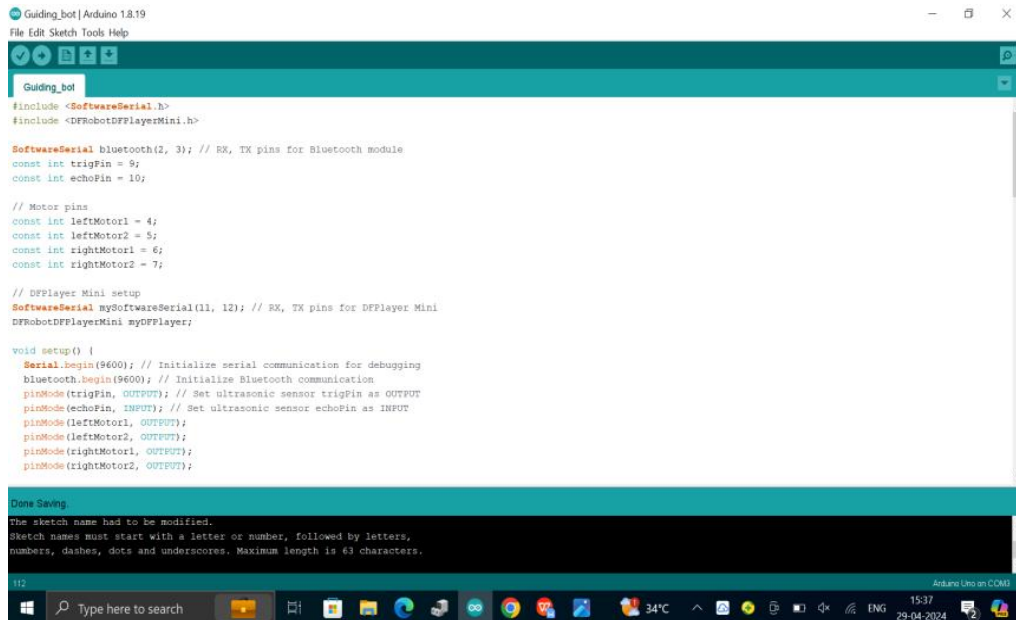 Guiding_bot | Arduino 1.8.19
File Edit Sketch Tools Help
Guiding_bot
#include <SoftwareSerial.h>
#include <DFRobotDFPlayerMini.h>
SoftwareSerial bluetooth(2, 3); // RX, TX pins for Bluetooth module
const int trigPin = 9;
const int echoPin = 10;
// Motor pins
const int leftMotor1 = 4;
const int leftMotor2 = 5;
const int rightMotor1 = 6;
const int rightMotor2 = 7;
// DFPlayer Mini setup
SoftwareSerial mySoftwareSerial(11, 12); // RX, TX pins for DFPlayer Mini
DFRobotDFPlayerMini myDFPlayer;
void setup() {
Serial.begin(9600); // Initialize serial communication for debugging
bluetooth.begin(9600); // Initialize Bluetooth communication
pinMode(trigPin, OUTPUT); // Set ultrasonic sensor trigPin as OUTPUT
pinMode(echoPin, INPUT); // Set ultrasonic sensor echoPin as INPUT
pinMode(leftMotor1, OUTPUT);
pinMode(leftMotor2, OUTPUT);
pinMode(rightMotor1, OUTPUT);
pinMode(rightMotor2, OUTPUT);
Done Saving.
The sketch name had to be modified.
Sketch names must start with a letter or number, followed by letters,
numbers, dashes, dots and underscores. Maximum length is 63 characters.
112
Arduino Uno on COM3
Type here to search
34°C
ENG
15:37
29-04-2024
2